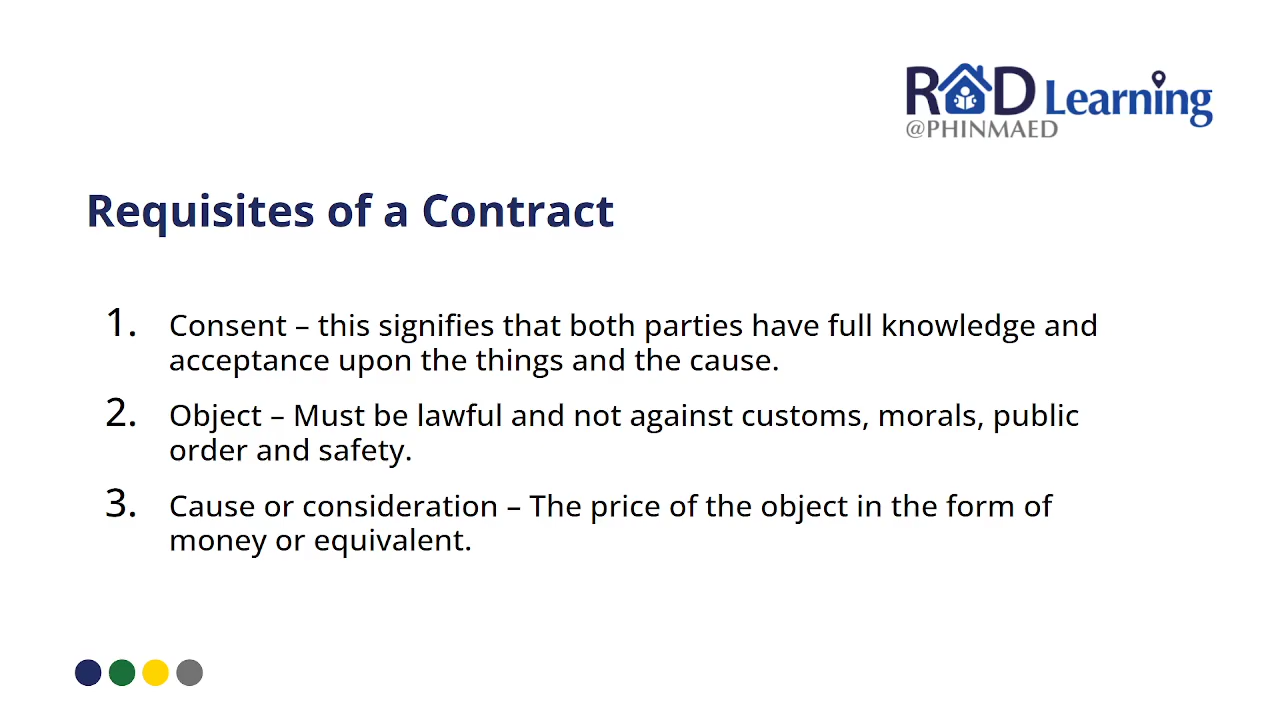 RAD Learning
@PHINMAED
Requisites of a Contract
1. Consent – this signifies that both parties have full knowledge and
acceptance upon the things and the cause.
2. Object – Must be lawful and not against customs, morals, public
order and safety.
3. Cause or consideration – The price of the object in the form of
money or equivalent.